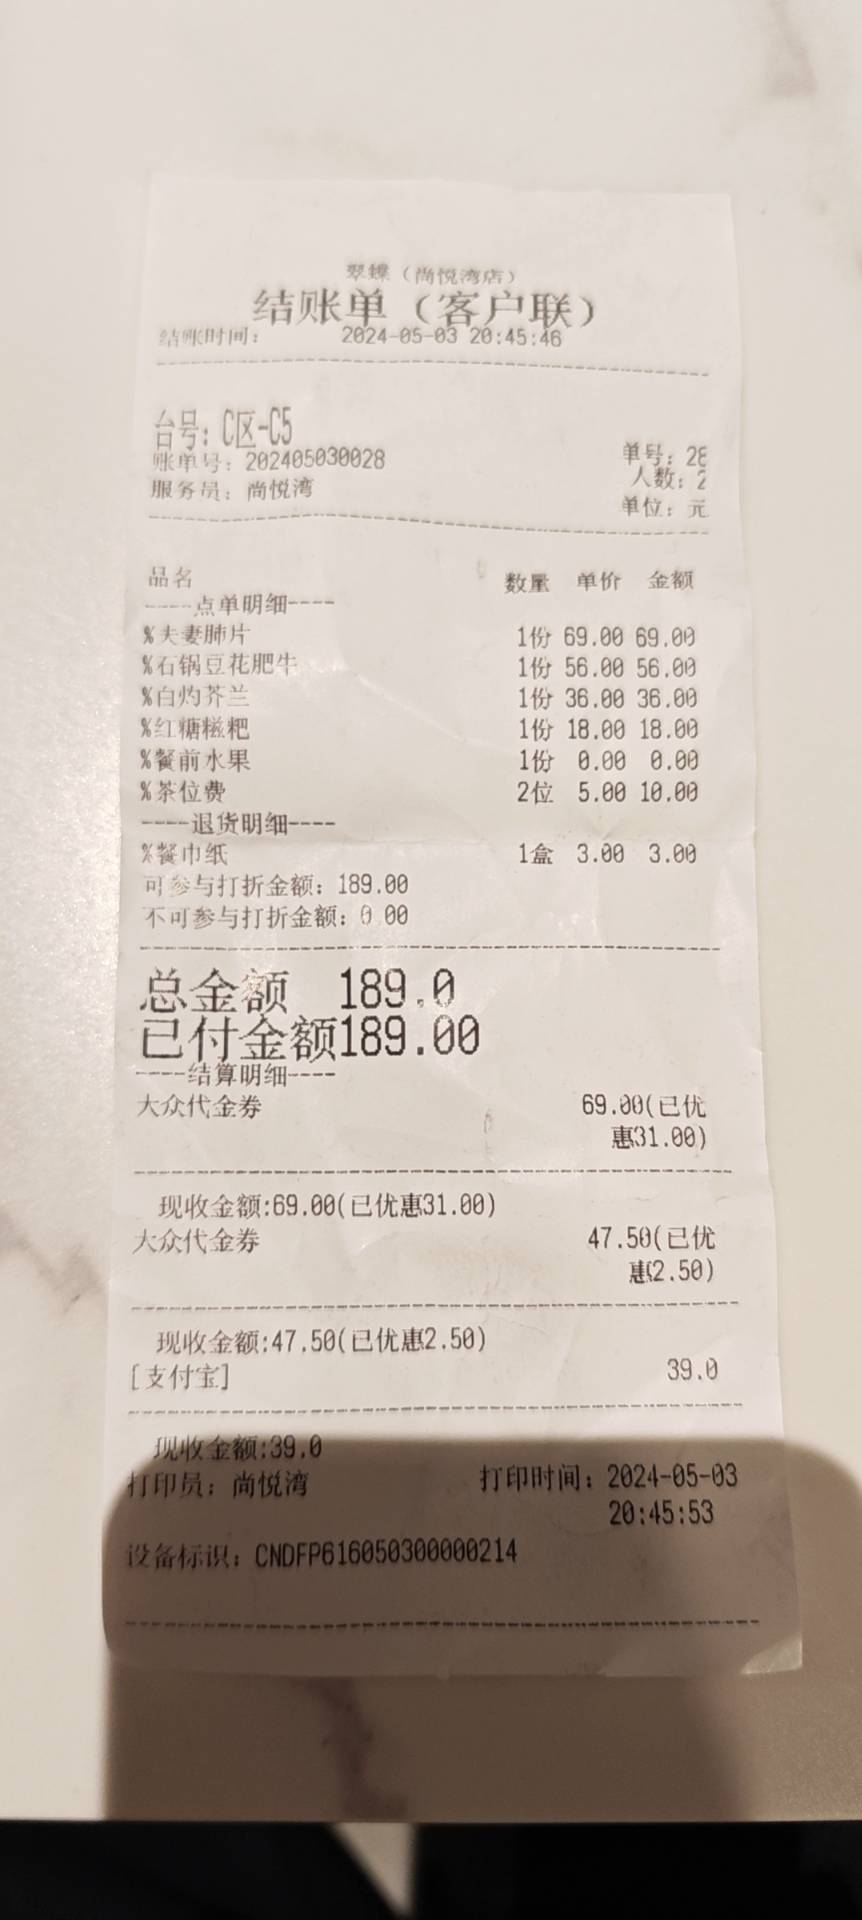 翠蝶（尚悦湾店）
结账单（客户联）
结账时间： 2024-05-03 20:45:46
台号：C区-C5
账单号：202405030028 单号：28
服务员：尚悦湾 人数：2
单位：元
品名 数量 单价 金额
----点单明细----
%夫妻肺片 1份 69.00 69.00
%石锅豆花肥牛 1份 56.00 56.00
%白灼芥兰 1份 36.00 36.00
%红糖糍粑 1份 18.00 18.00
%餐前水果 1份 0.00 0.00
%茶位费 2位 5.00 10.00
----退货明细----
%餐巾纸 1盒 3.00 3.00
可参与打折金额：189.00
不可参与打折金额：0.00
总金额 189.0
已付金额189.00
----结算明细----
大众代金券 69.00(已优
惠31.00)
现收金额:69.00(已优惠31.00)
大众代金券 47.50(已优
惠2.50)
现收金额:47.50(已优惠2.50)
[支付宝] 39.0
现收金额:39.0
打印员：尚悦湾 打印时间：2024-05-03
20:45:53
设备标识：CNDFP616050300000214